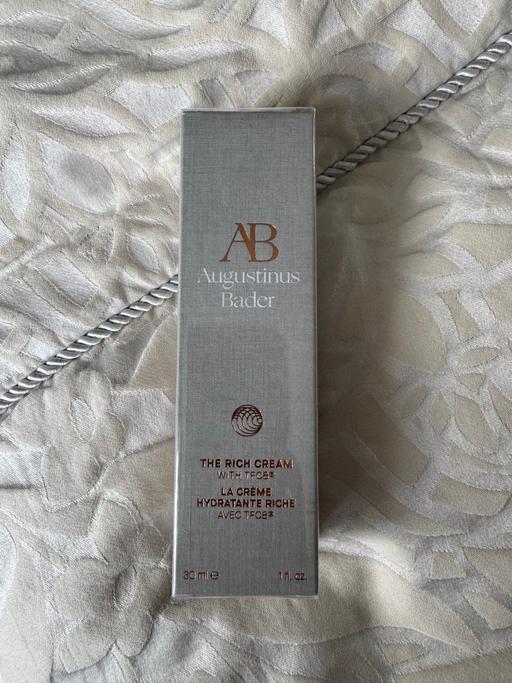 AB
Augustinus
Bader
THE RICH CREAM
WITH TFC8®
LA CRÈME
HYDRATANTE RICHE
AVEC TFC8®
30 ml ℮
1 fl. oz.